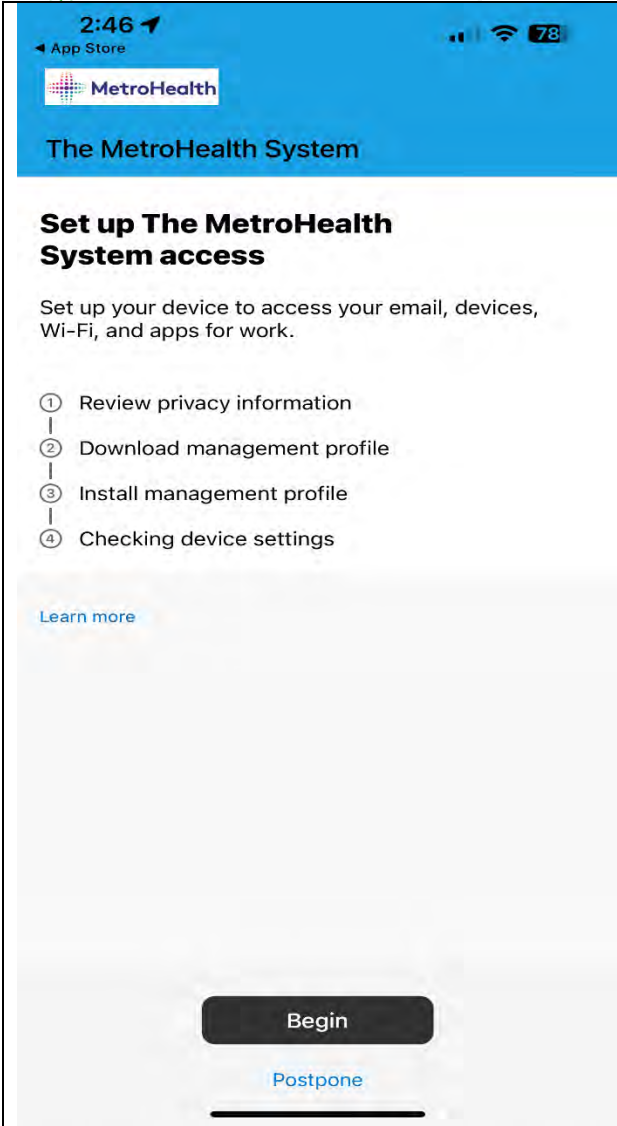 2:46
◀ App Store
78
MetroHealth
The MetroHealth System
Set up The MetroHealth
System access
Set up your device to access your email, devices,
Wi-Fi, and apps for work.
1 Review privacy information
2 Download management profile
3 Install management profile
4 Checking device settings
Learn more
Begin
Postpone